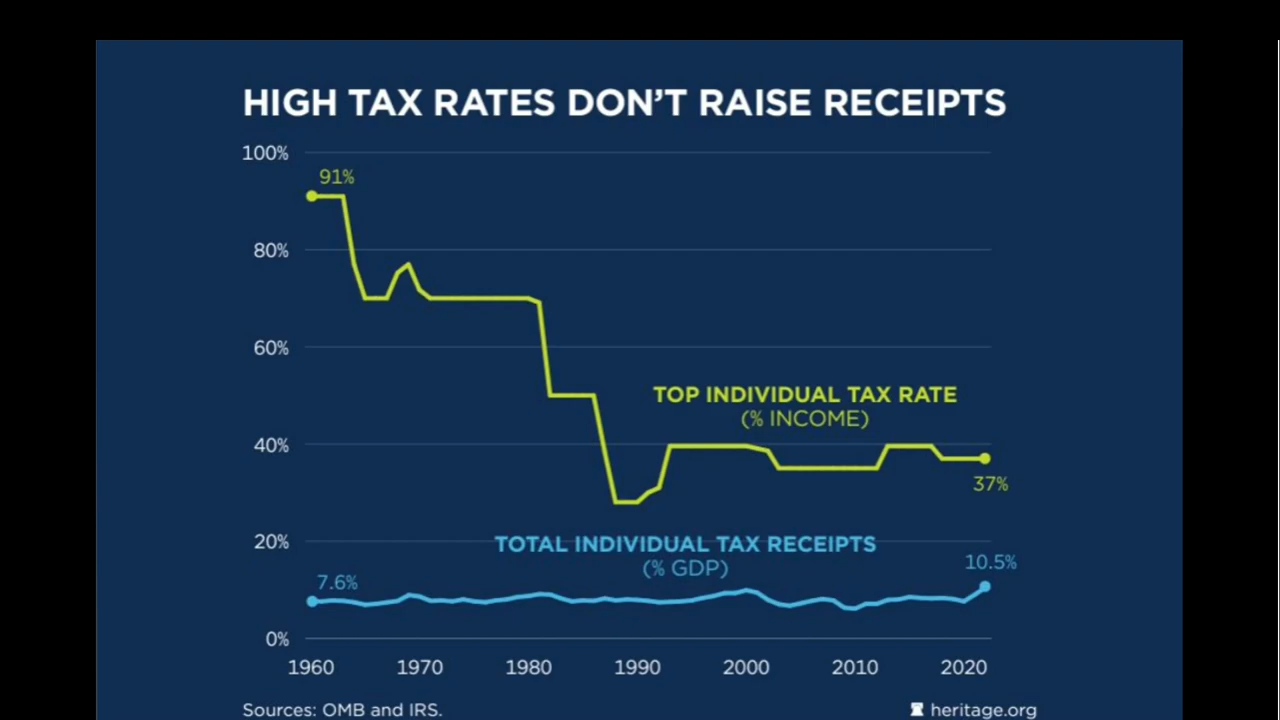 HIGH TAX RATES DON'T RAISE RECEIPTS
100%
91%
80%
60%
TOP INDIVIDUAL TAX RATE
(% INCOME)
40%
37%
20%
TOTAL INDIVIDUAL TAX RECEIPTS
(% GDP)
10.5%
7.6%
0%
1960 1970 1980 1990 2000 2010 2020
Sources: OMB and IRS.
heritage.org